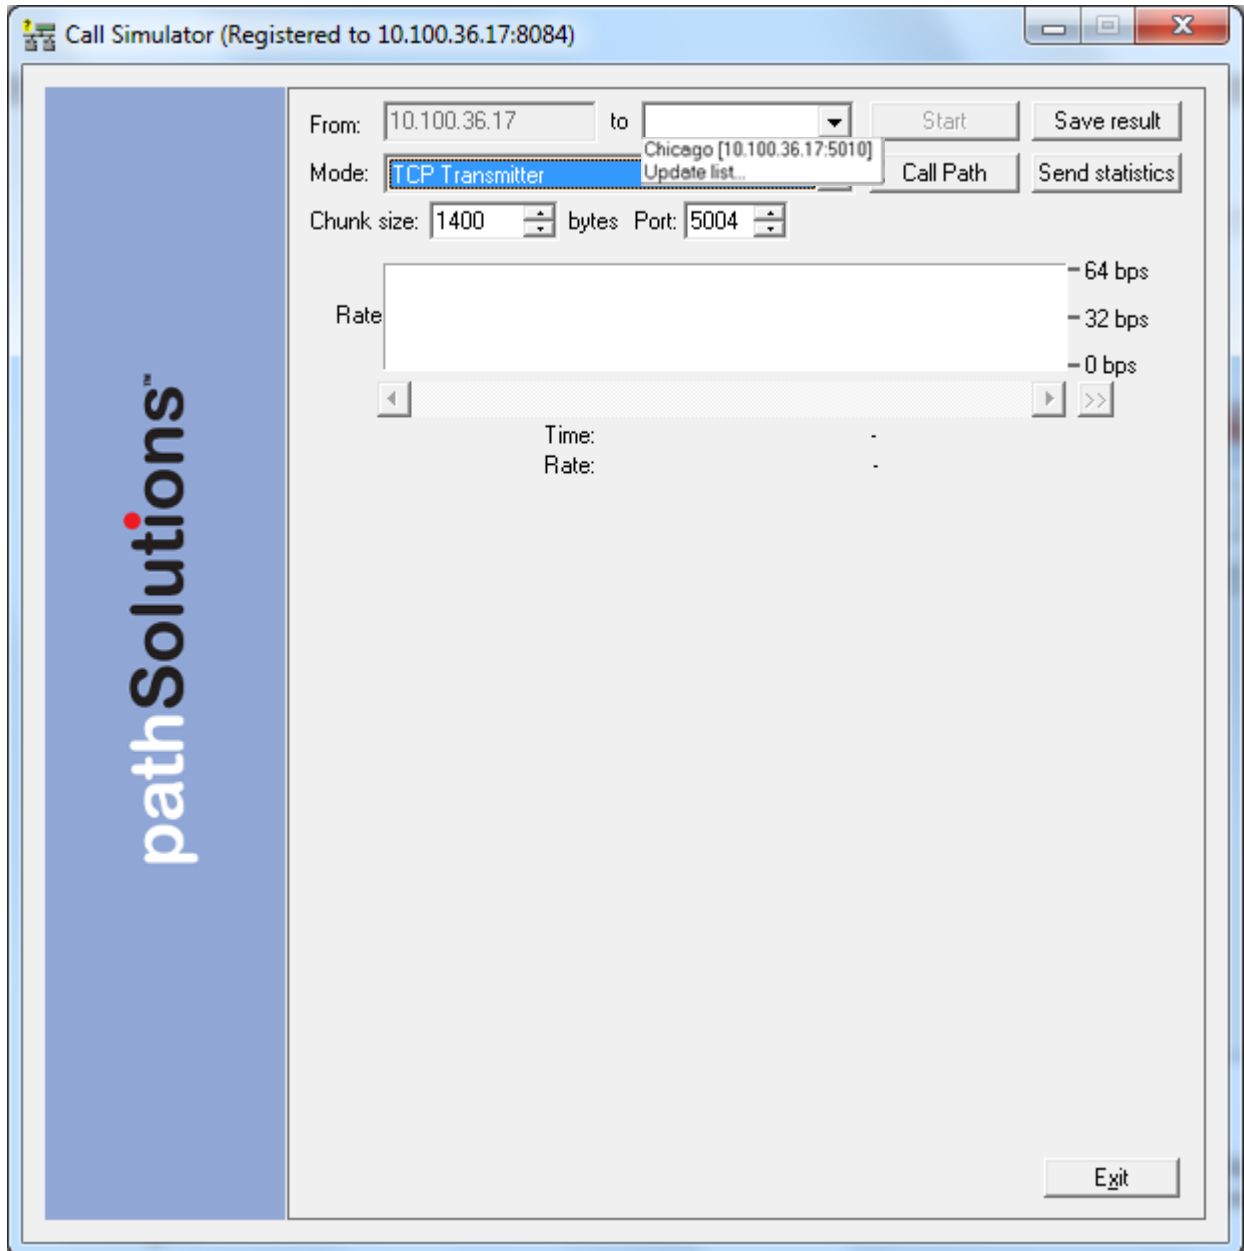 Call Simulator (Registered to 10.100.36.17:8084)
From: 10.100.36.17 to Start Save result
Chicago [10.100.36.17:5010]
Update list...
Mode: TCP Transmitter Call Path Send statistics
Chunk size: 1400 bytes Port: 5004
64 bps
Rate 32 bps
0 bps
>>
Time: -
Rate: -
pathSolutions™
Exit